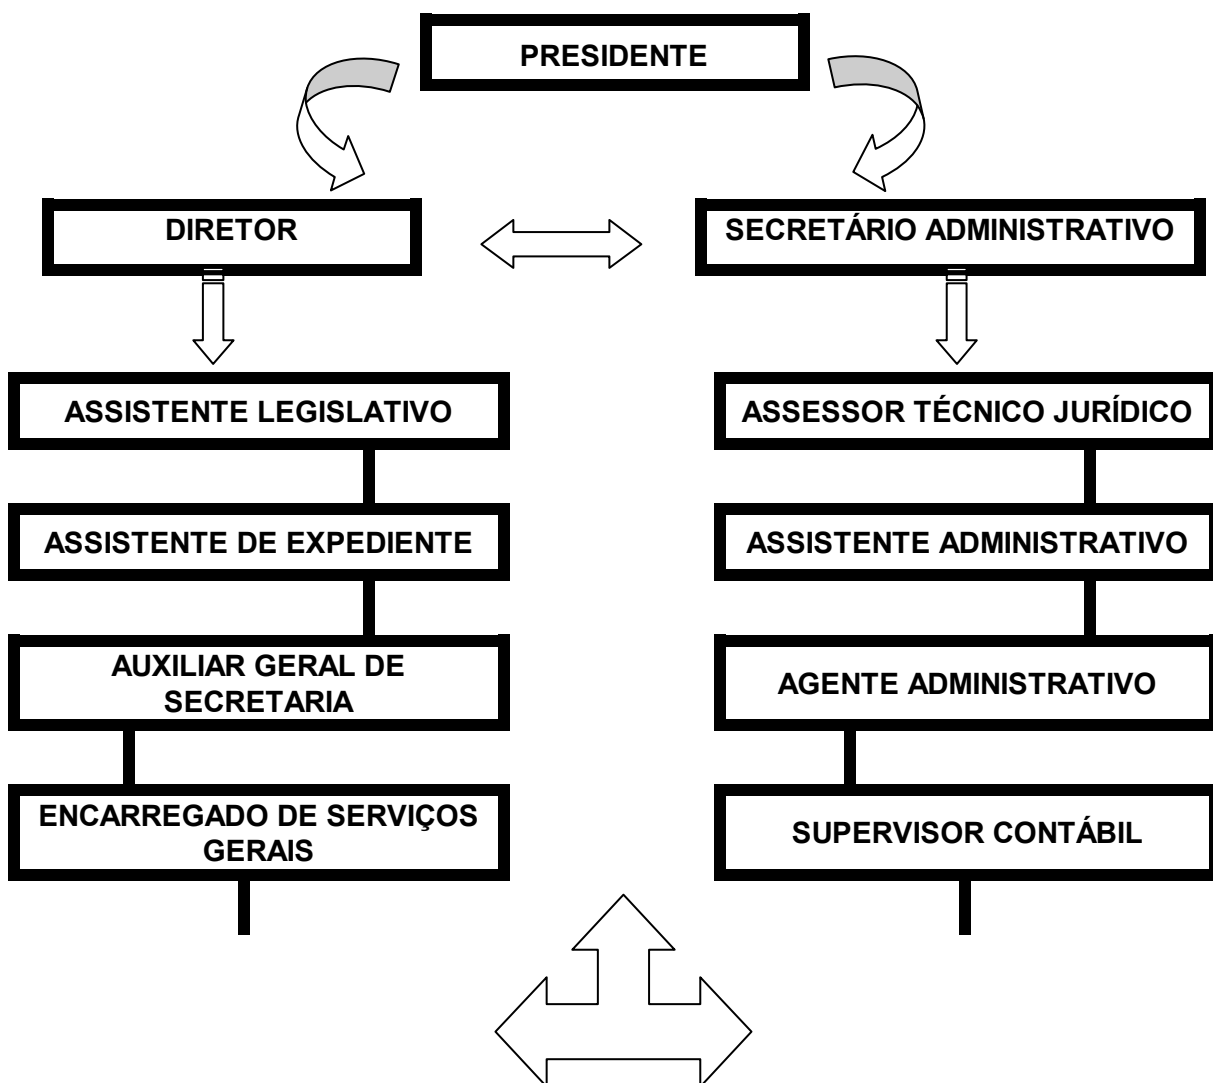 PRESIDENTE
DIRETOR
SECRETÁRIO ADMINISTRATIVO
ASSISTENTE LEGISLATIVO
ASSESSOR TÉCNICO JURÍDICO
ASSISTENTE DE EXPEDIENTE
ASSISTENTE ADMINISTRATIVO
AUXILIAR GERAL DE
SECRETARIA
AGENTE ADMINISTRATIVO
ENCARREGADO DE SERVIÇOS
GERAIS
SUPERVISOR CONTÁBIL